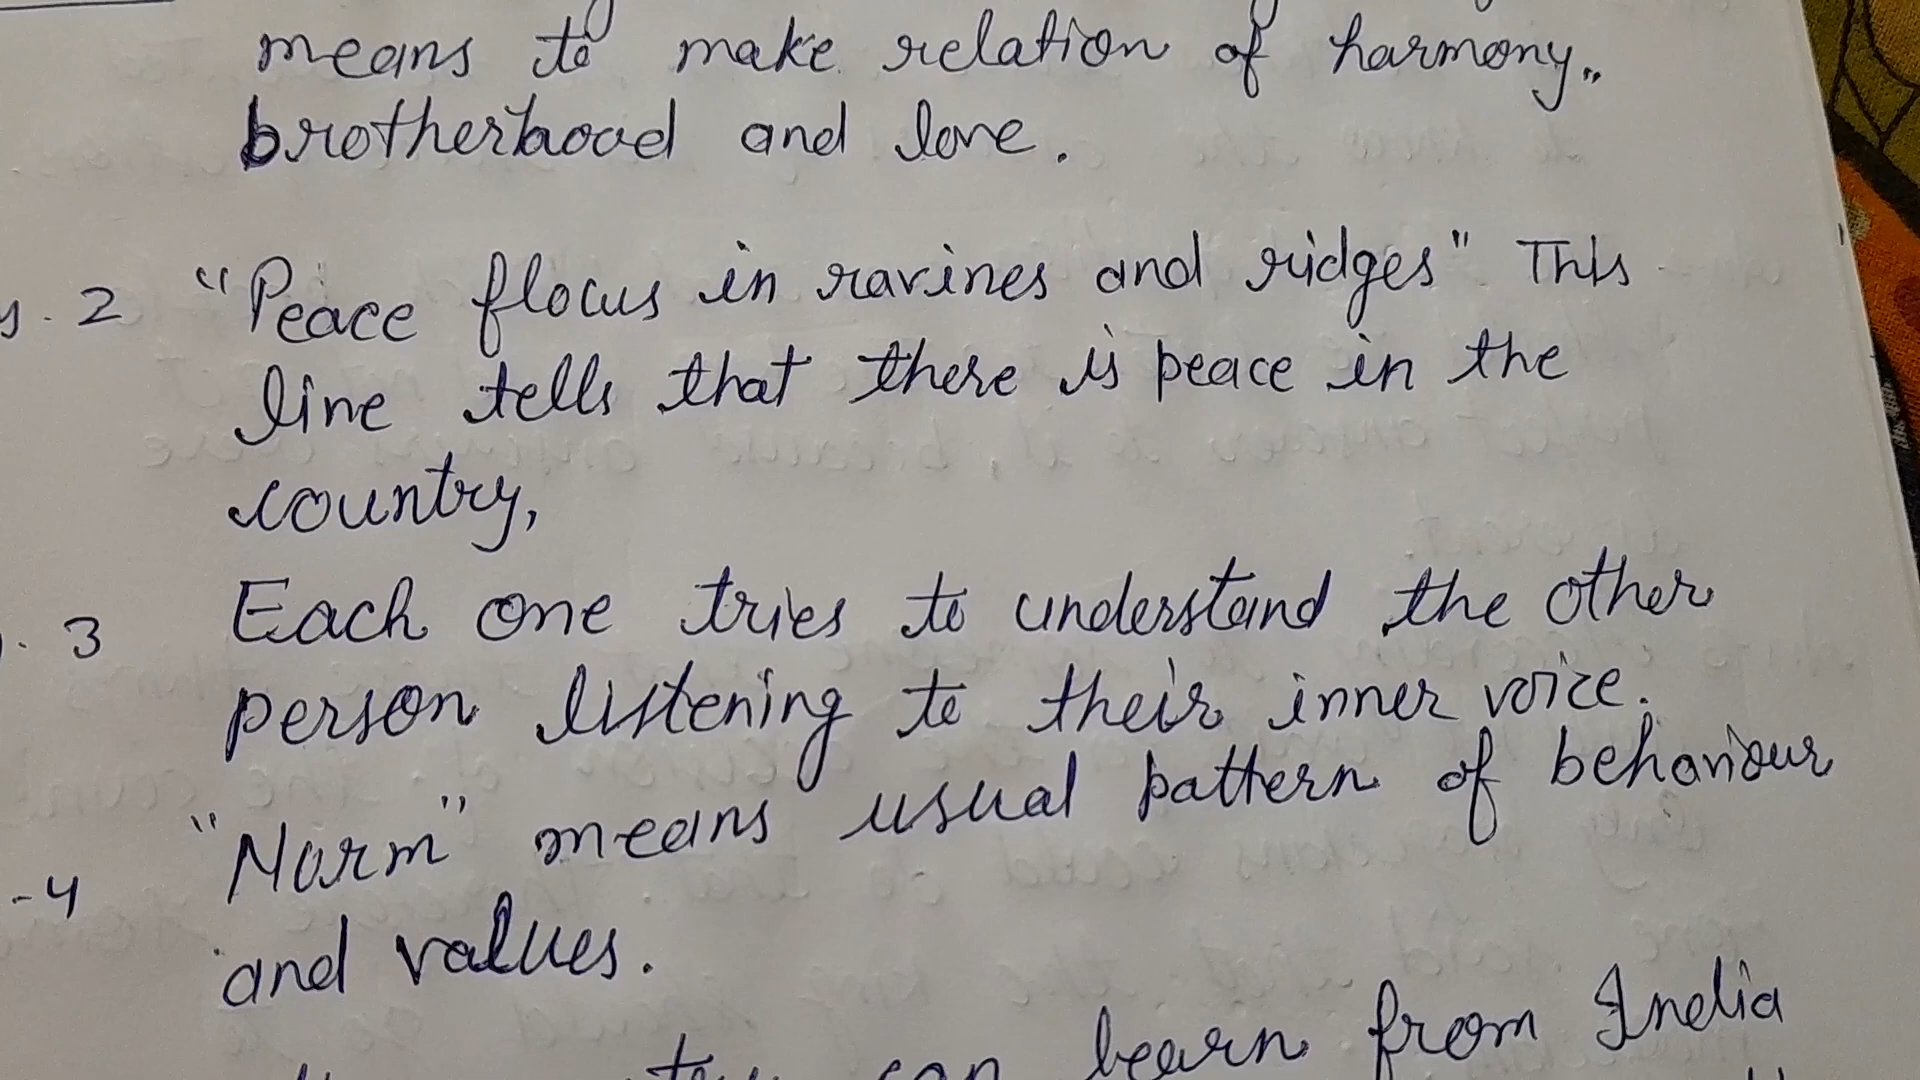 means to make relation of harmony,,
brotherhood and love.
s. 2 "Peace flocus in ravines and ridges" This
line tells that there is peace in the
country,
. 3 Each one tries to understand the other
person listening to their inner voice.
-4 "Norm" means usual pattern of behaviour
and values.
can learn from India